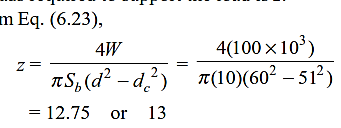 m Eq. (6.23),
z = 4W / πS_b(d² – d_c²) = 4(100 × 10³) / π(10)(60² – 51²)
= 12.75 or 13